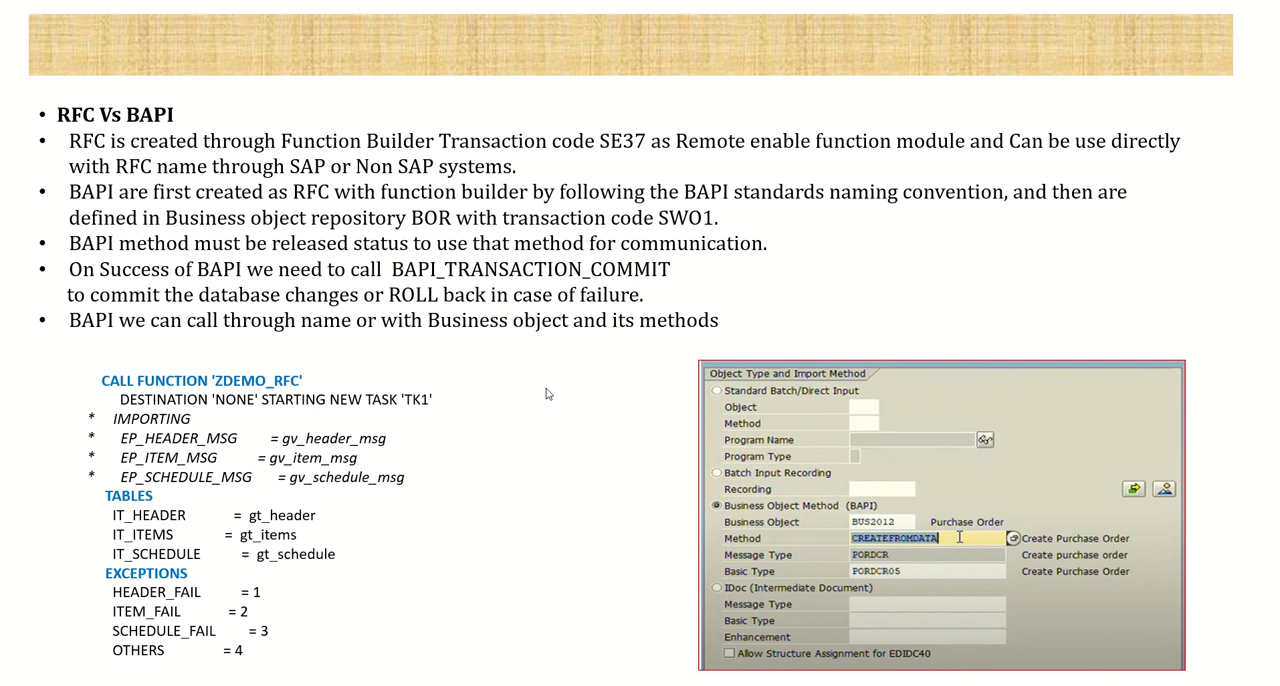 • RFC Vs BAPI
• RFC is created through Function Builder Transaction code SE37 as Remote enable function module and Can be use directly
with RFC name through SAP or Non SAP systems.
• BAPI are first created as RFC with function builder by following the BAPI standards naming convention, and then are
defined in Business object repository BOR with transaction code SWO1.
• BAPI method must be released status to use that method for communication.
• On Success of BAPI we need to call BAPI_TRANSACTION_COMMIT
to commit the database changes or ROLL back in case of failure.
• BAPI we can call through name or with Business object and its methods
CALL FUNCTION 'ZDEMO_RFC'
DESTINATION 'NONE' STARTING NEW TASK 'TK1'
* IMPORTING
* EP_HEADER_MSG = gv_header_msg
* EP_ITEM_MSG = gv_item_msg
* EP_SCHEDULE_MSG = gv_schedule_msg
TABLES
IT_HEADER = gt_header
IT_ITEMS = gt_items
IT_SCHEDULE = gt_schedule
EXCEPTIONS
HEADER_FAIL = 1
ITEM_FAIL = 2
SCHEDULE_FAIL = 3
OTHERS = 4
Object Type and Import Method
Standard Batch/Direct Input
Object
Method
Program Name
Program Type
Batch Input Recording
Recording
Business Object Method (BAPI)
Business Object BUS2012 Purchase Order
Method CREATEFROMDATA Create Purchase Order
Message Type PORDCR Create purchase order
Basic Type PORDCR05 Create Purchase Order
IDoc (Intermediate Document)
Message Type
Basic Type
Enhancement
Allow Structure Assignment for EDIDC40